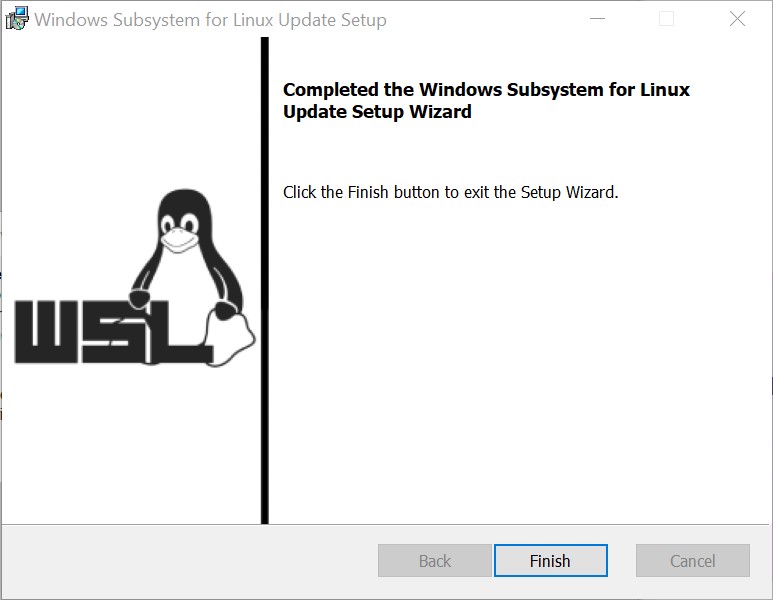 Windows Subsystem for Linux Update Setup
Completed the Windows Subsystem for Linux
Update Setup Wizard
Click the Finish button to exit the Setup Wizard.
WSL
Back
Finish
Cancel